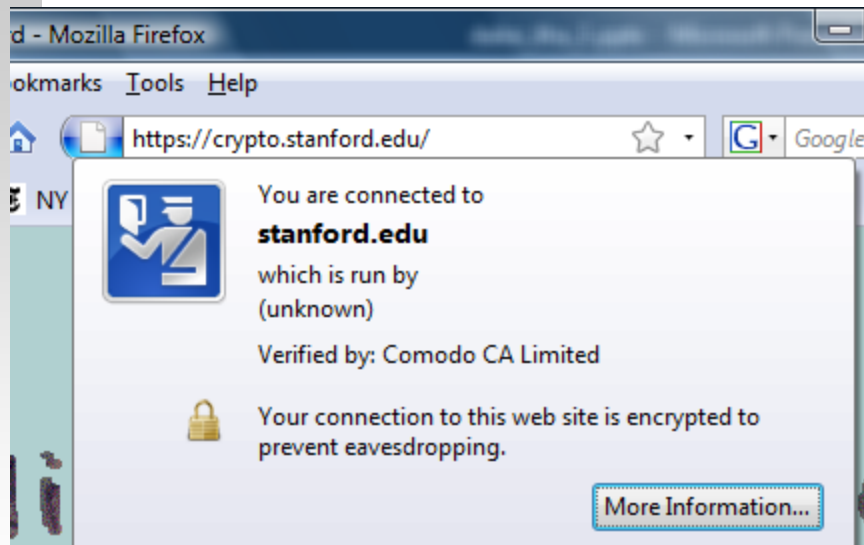 d - Mozilla Firefox
okmarks Tools Help
https://crypto.stanford.edu/
G Google
NY
You are connected to
stanford.edu
which is run by
(unknown)
Verified by: Comodo CA Limited
Your connection to this web site is encrypted to
prevent eavesdropping.
More Information...